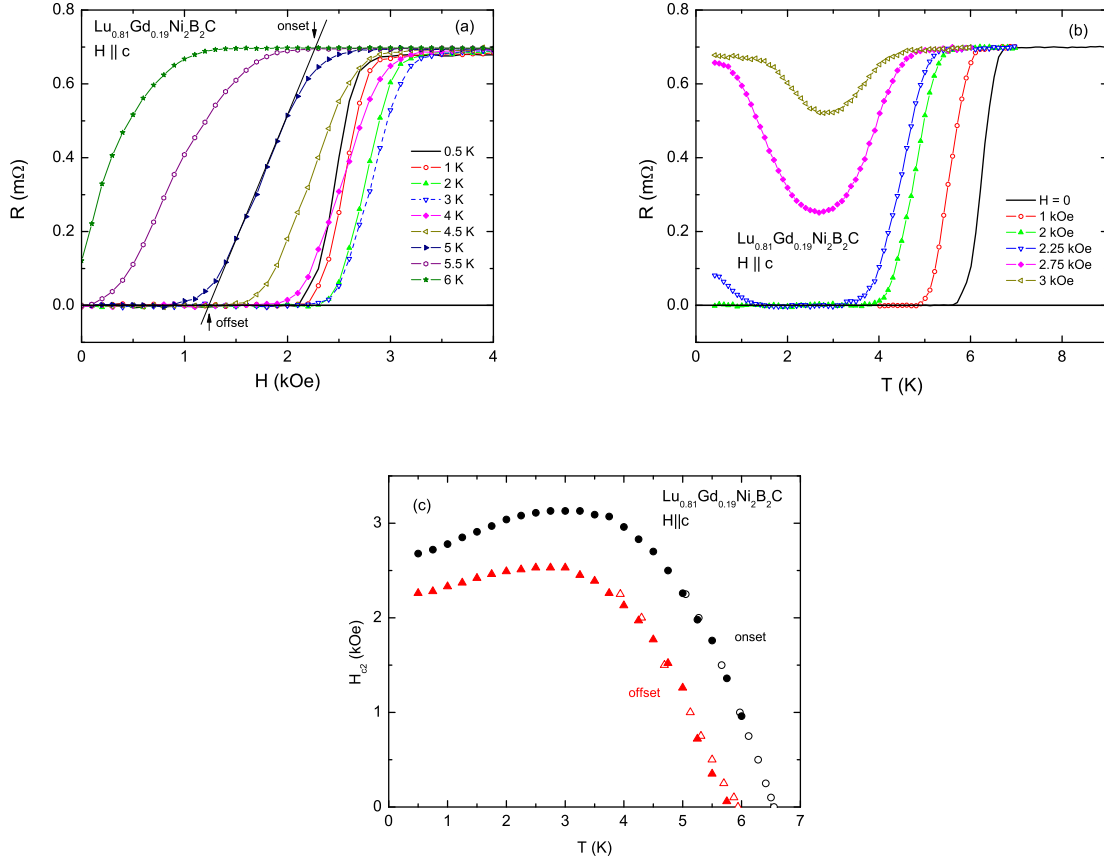 Lu0.81Gd0.19Ni2B2C
H || c
onset
(a)
0.8
0.6
0.4
0.2
0.0
R (mΩ)
0.5 K
1 K
2 K
3 K
4 K
4.5 K
5 K
5.5 K
6 K
offset
0 1 2 3 4
H (kOe)
(b)
0.8
0.6
0.4
0.2
0.0
R (mΩ)
Lu0.81Gd0.19Ni2B2C
H || c
H = 0
1 kOe
2 kOe
2.25 kOe
2.75 kOe
3 kOe
0 2 4 6 8
T (K)
(c)
Lu0.81Gd0.19Ni2B2C
H||c
3
2
1
0
Hc2 (kOe)
onset
offset
0 1 2 3 4 5 6 7
T (K)